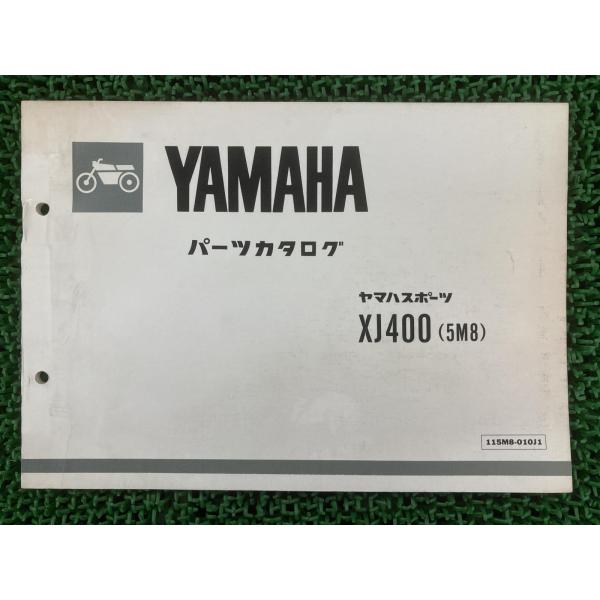 YAMAHA
パーツカタログ
ヤマハスポーツ
XJ400 (5M8)
115M8-010J1